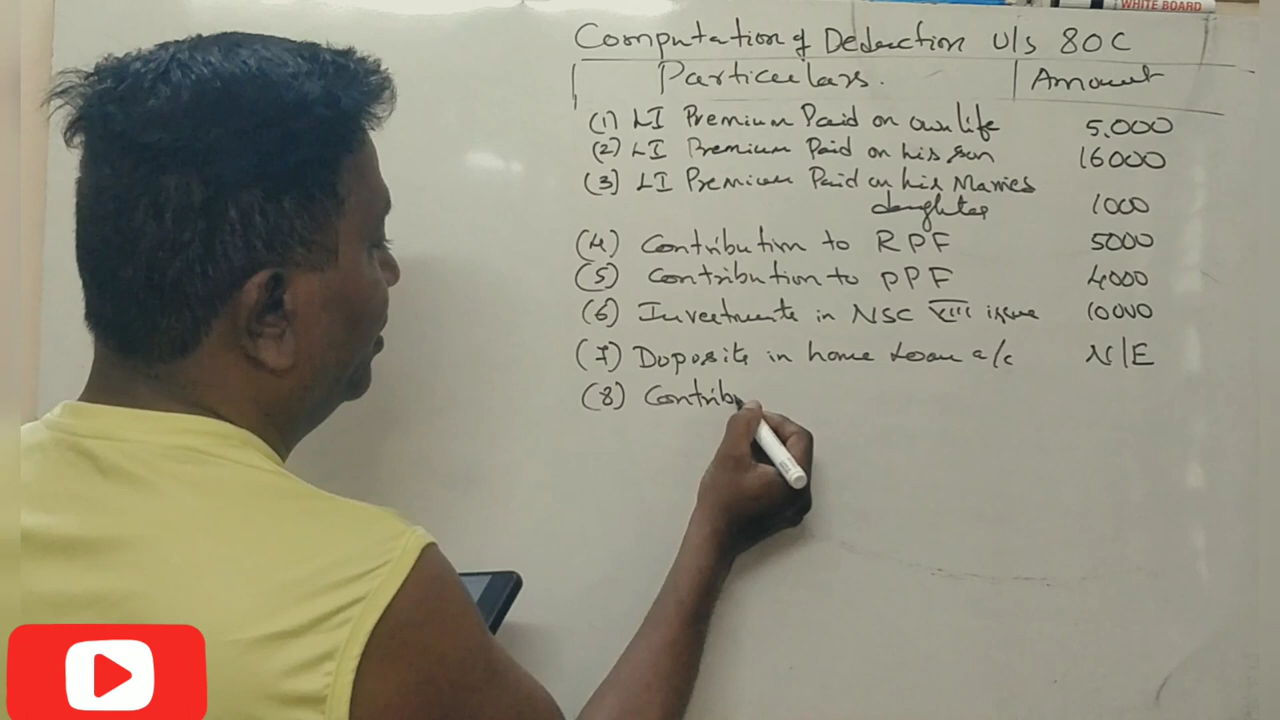 WHITE BOARD
Computation of Deduction U/s 80C
Particulars. Amount
(1) LI Premium Paid on own life 5.000
(2) LI Premium Paid on his son 16000
(3) LI Premium Paid on his Marries
daughter 1000
(4) Contribution to RPF 5000
(5) Contribution to PPF 4000
(6) Investments in NSC VIII issue 10000
(7) Doposits in home Loan a/c N/E
(8) Contrib